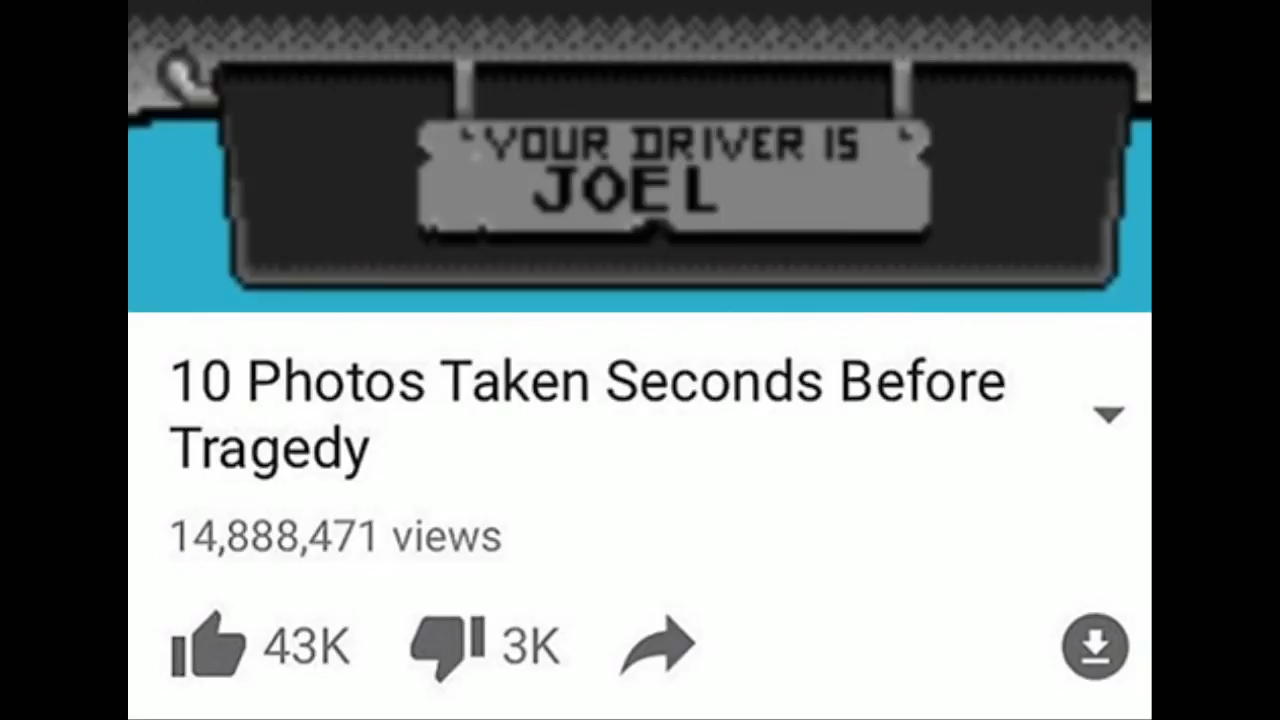 YOUR DRIVER IS
JOEL
10 Photos Taken Seconds Before
Tragedy
14,888,471 views
43K 3K